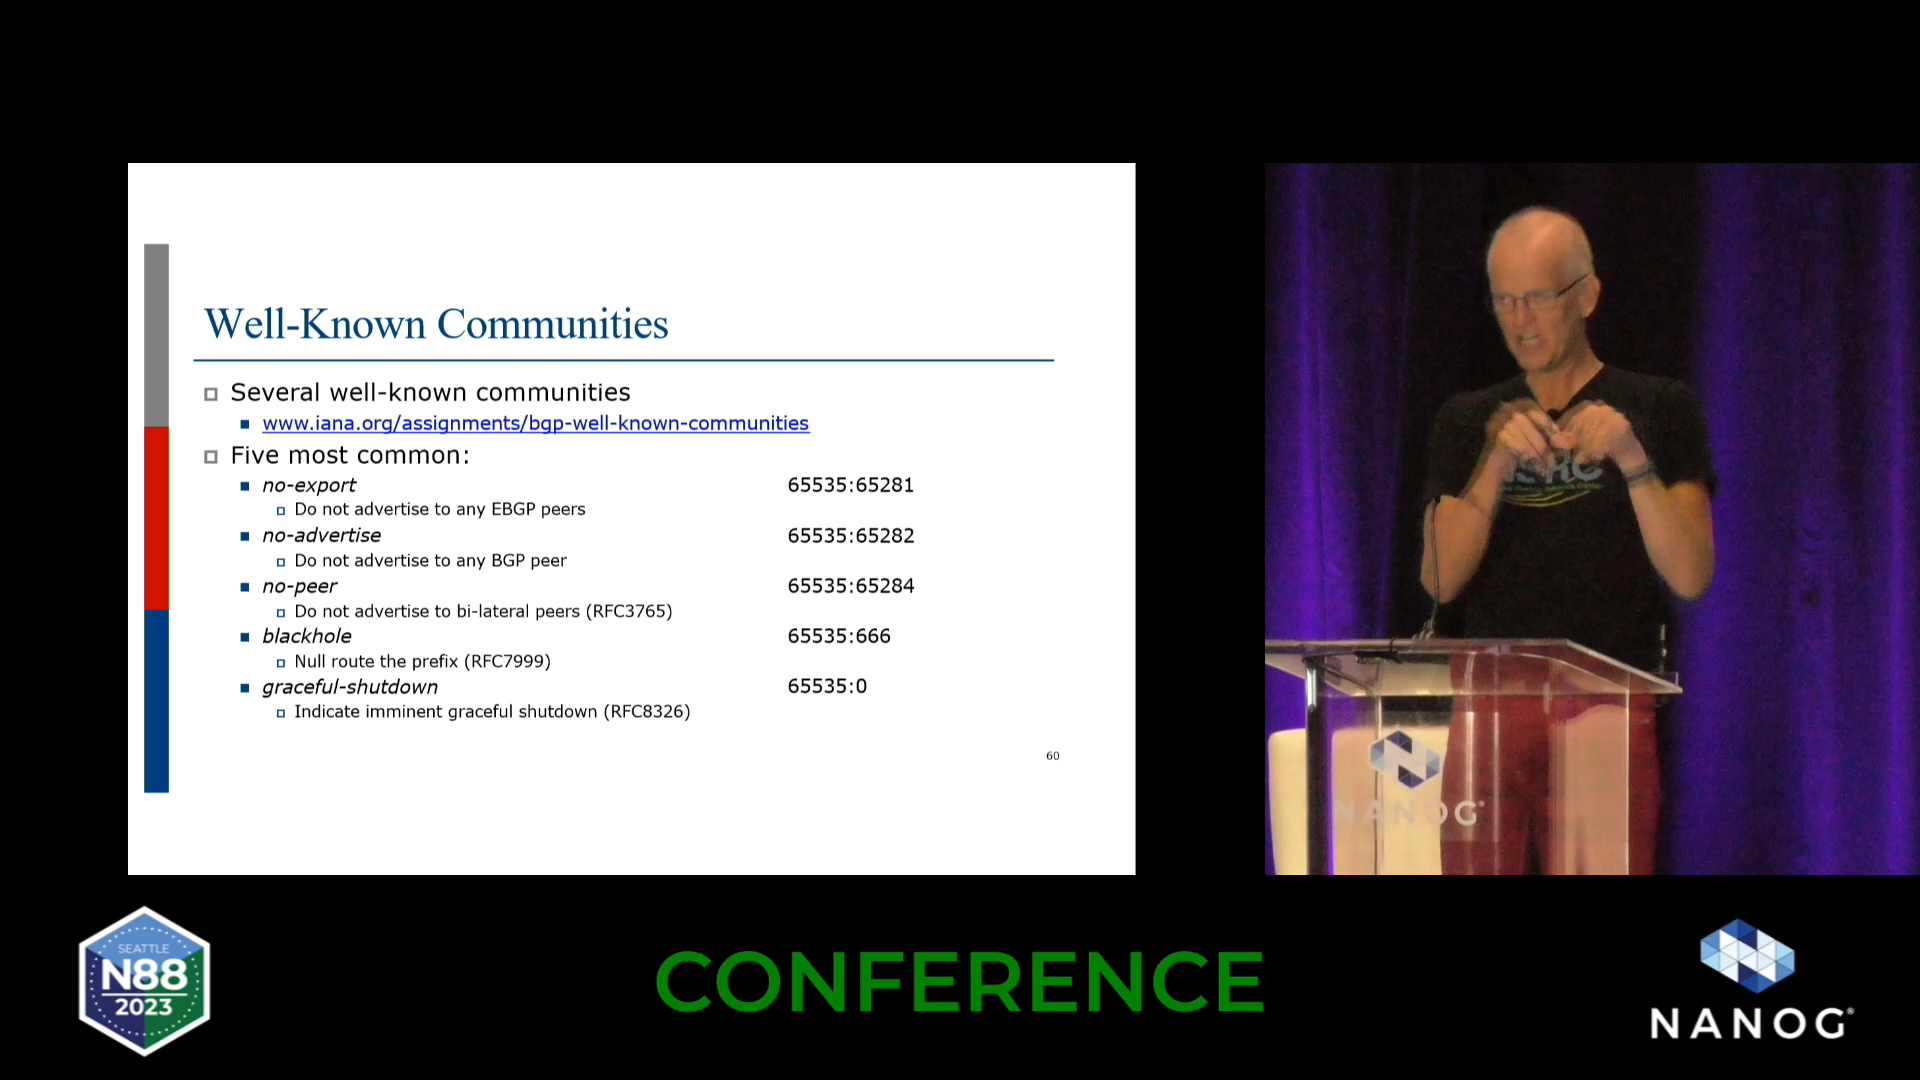 Well-Known Communities
Several well-known communities
www.iana.org/assignments/bgp-well-known-communities
Five most common:
no-export 65535:65281
Do not advertise to any EBGP peers
no-advertise 65535:65282
Do not advertise to any BGP peer
no-peer 65535:65284
Do not advertise to bi-lateral peers (RFC3765)
blackhole 65535:666
Null route the prefix (RFC7999)
graceful-shutdown 65535:0
Indicate imminent graceful shutdown (RFC8326)
60
NSRC
NANOG
SEATTLE
N88
2023
CONFERENCE
NANOG®